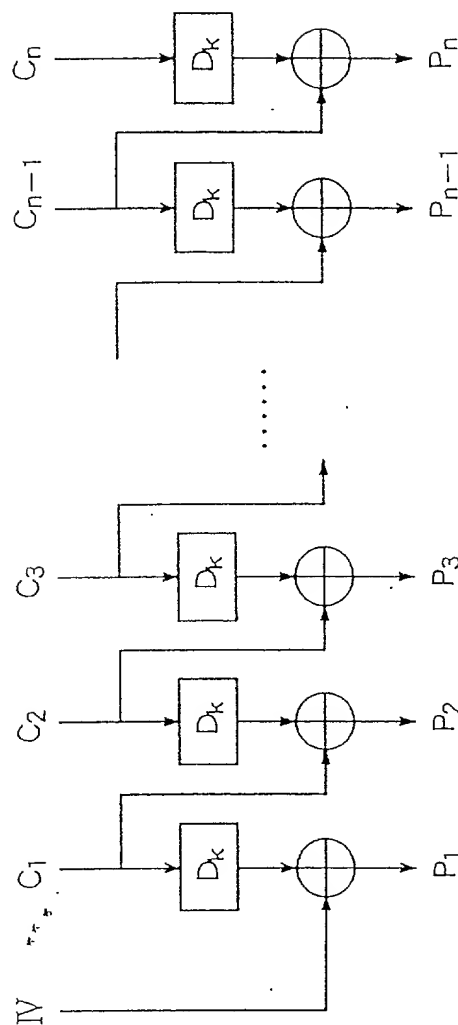 IV C₁ C₂ C₃ Cₙ₋₁ Cₙ
Dₖ Dₖ Dₖ Dₖ Dₖ
......
P₁ P₂ P₃ Pₙ₋₁ Pₙ